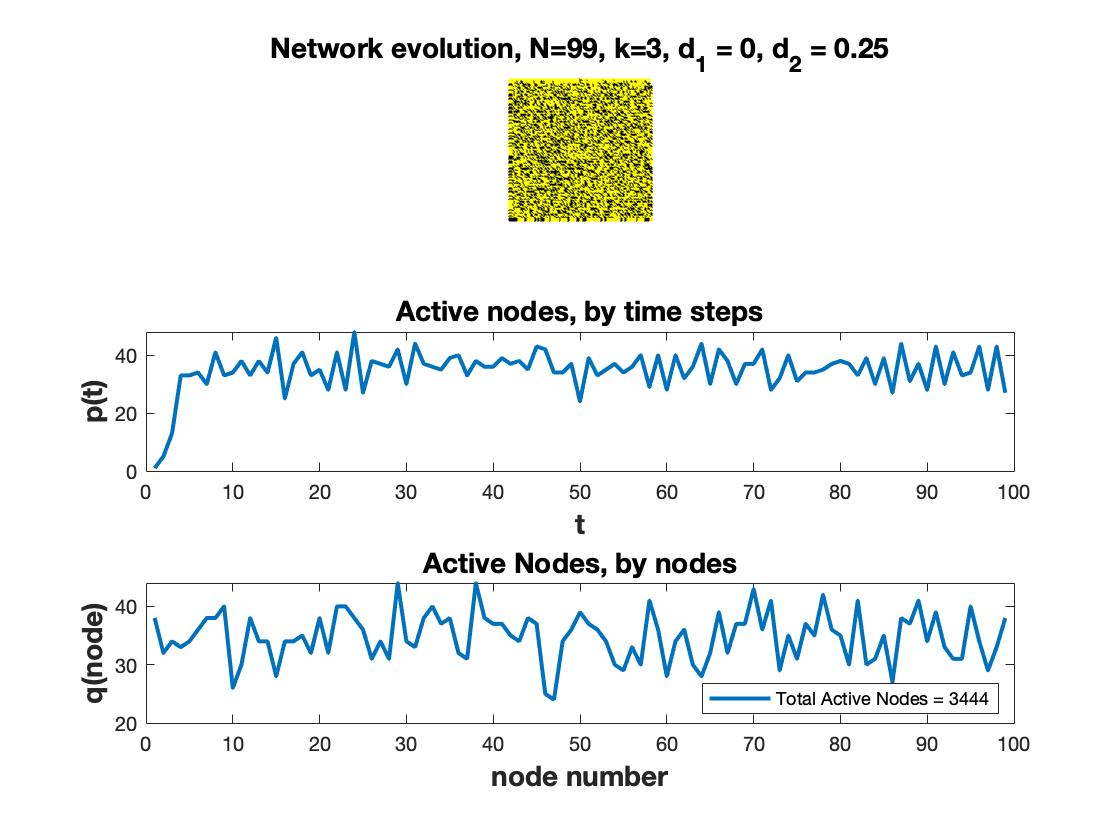 Network evolution, N=99, k=3, d₁ = 0, d₂ = 0.25
Active nodes, by time steps
p(t)
40
20
0
0 10 20 30 40 50 60 70 80 90 100
t
Active Nodes, by nodes
q(node)
40
30
20
Total Active Nodes = 3444
0 10 20 30 40 50 60 70 80 90 100
node number